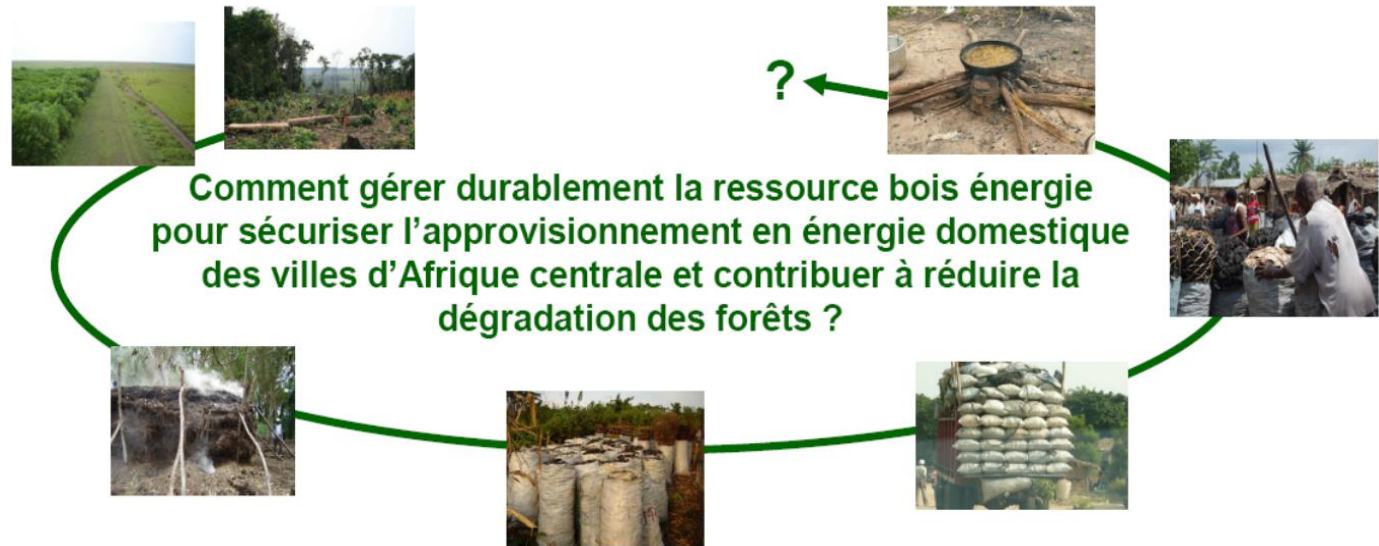 ?
Comment gérer durablement la ressource bois énergie
pour sécuriser l’approvisionnement en énergie domestique
des villes d’Afrique centrale et contribuer à réduire la
dégradation des forêts ?